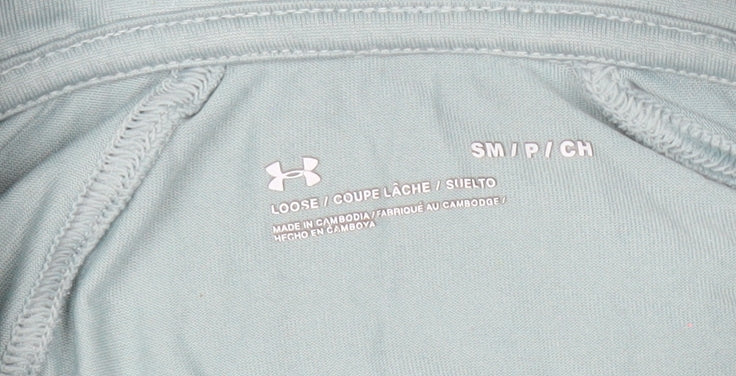 SM / P / CH
LOOSE / COUPE LÂCHE / SUELTO
MADE IN CAMBODIA / FABRIQUÉ AU CAMBODGE /
HECHO EN CAMBOYA